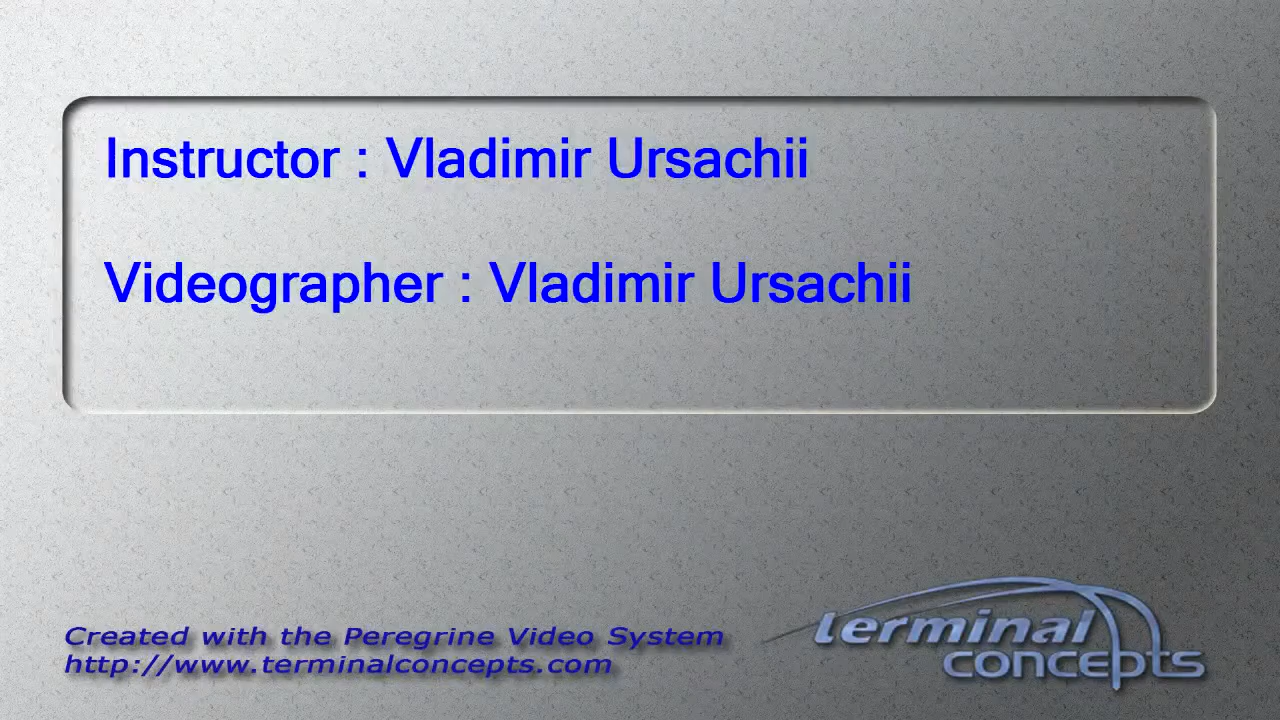 Instructor : Vladimir Ursachii
Videographer : Vladimir Ursachii
Created with the Peregrine Video System
http://www.terminalconcepts.com
terminal
concepts